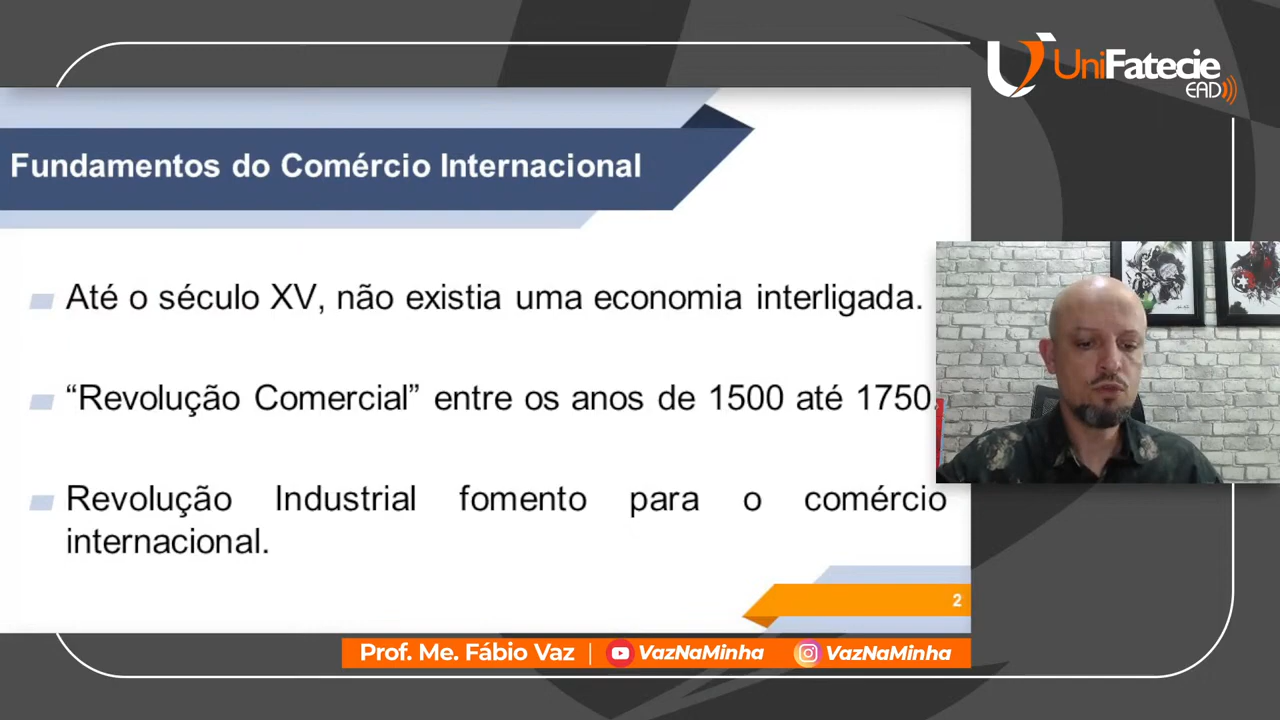 UniFatecie
EAD
Fundamentos do Comércio Internacional
Até o século XV, não existia uma economia interligada.
“Revolução Comercial” entre os anos de 1500 até 1750.
Revolução Industrial fomento para o comércio
internacional.
2
Prof. Me. Fábio Vaz | VazNaMinha VazNaMinha